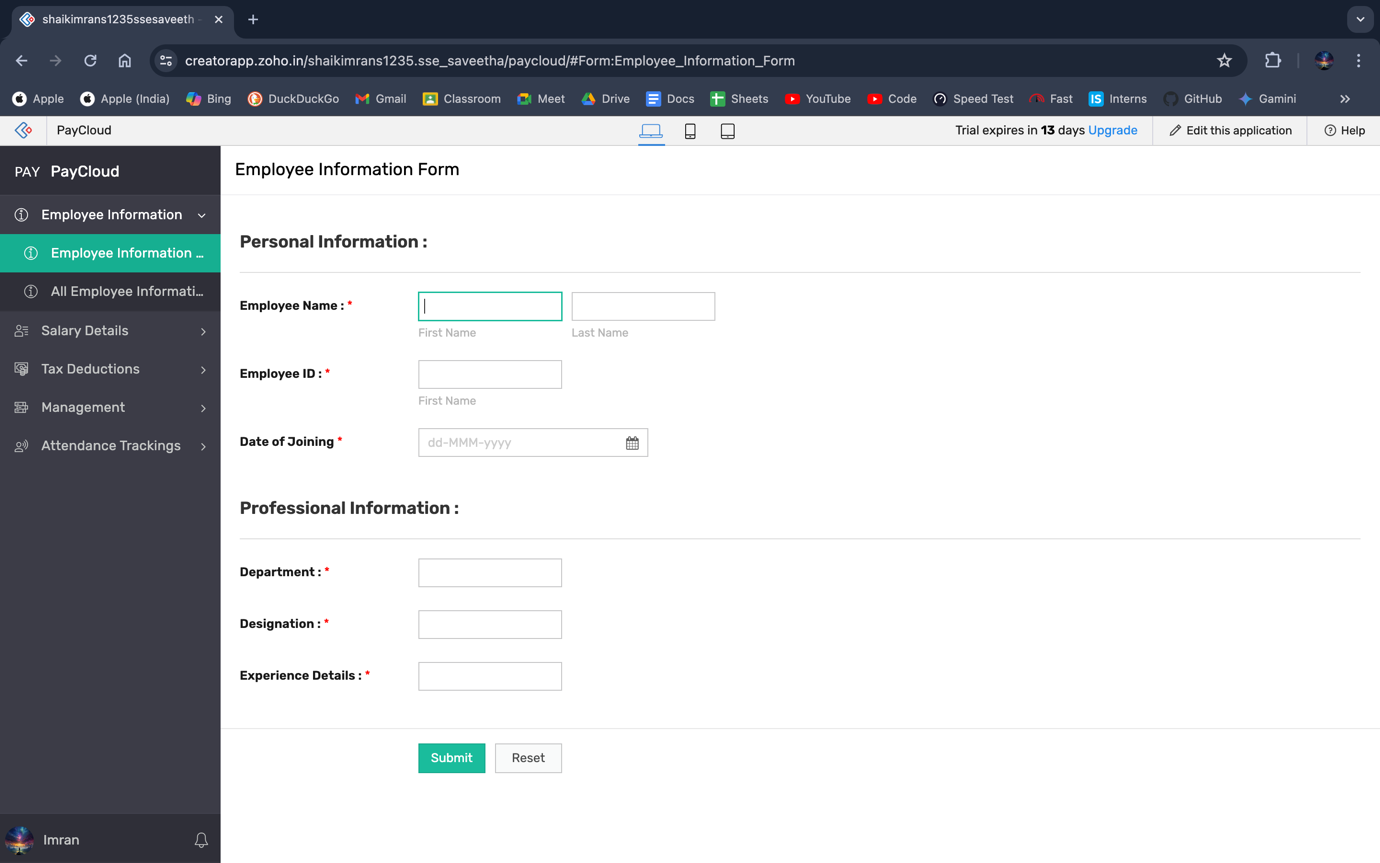 shaikimrans1235ssesaveeth -
creatorapp.zoho.in/shaikimrans1235.sse_saveetha/paycloud/#Form:Employee_Information_Form
Apple Apple (India) Bing DuckDuckGo Gmail Classroom Meet Drive Docs Sheets YouTube Code Speed Test Fast IS Interns GitHub Gamini »
PayCloud Trial expires in 13 days Upgrade Edit this application Help
PAY PayCloud
Employee Information Form
Employee Information
Employee Information ...
All Employee Informati...
Salary Details
Tax Deductions
Management
Attendance Trackings
Personal Information :
Employee Name : *
First Name Last Name
Employee ID : *
First Name
Date of Joining * dd-MMM-yyyy
Professional Information :
Department : *
Designation : *
Experience Details : *
Submit Reset
Imran